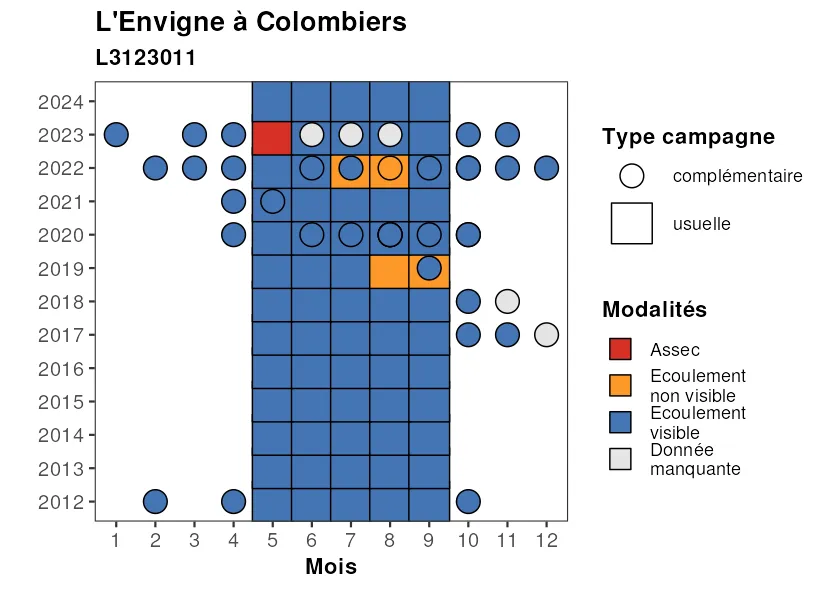 L'Envigne à Colombiers
L3123011
2024
2023
2022
2021
2020
2019
2018
2017
2016
2015
2014
2013
2012
1 2 3 4 5 6 7 8 9 10 11 12
Mois
Type campagne
complémentaire
usuelle
Modalités
Assec
Ecoulement
non visible
Ecoulement
visible
Donnée
manquante